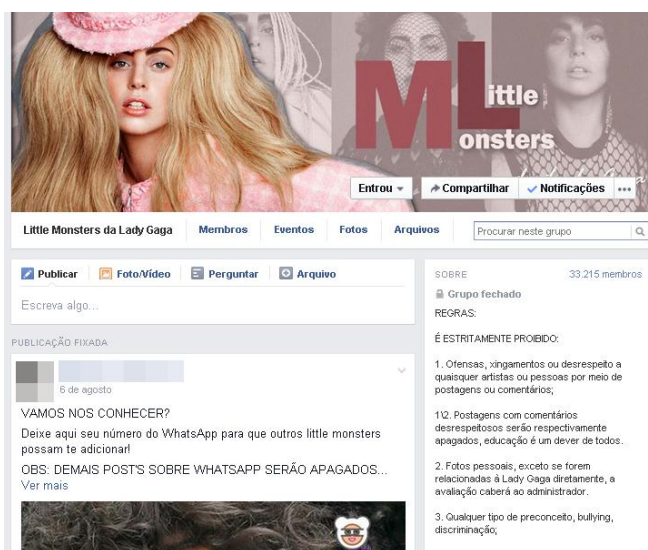 Little
Monsters
Entrou
Compartilhar
Notificações
Little Monsters da Lady Gaga
Membros
Eventos
Fotos
Arquivos
Procurar neste grupo
Publicar
Foto/Vídeo
Perguntar
Arquivo
Escreva algo...
PUBLICAÇÃO FIXADA
6 de agosto
VAMOS NOS CONHECER?
Deixe aqui seu número do WhatsApp para que outros little monsters
possam te adicionar!
OBS: DEMAIS POST'S SOBRE WHATSAPP SERÃO APAGADOS...
Ver mais
SOBRE
33.215 membros
Grupo fechado
REGRAS:
É ESTRITAMENTE PROIBIDO:
1. Ofensas, xingamentos ou desrespeito a
quaisquer artistas ou pessoas por meio de
postagens ou comentários;
1\2. Postagens com comentários
desrespeitosos serão respectivamente
apagados, educação é um dever de todos.
2. Fotos pessoais, exceto se forem
relacionadas à Lady Gaga diretamente, a
avaliação caberá ao administrador.
3. Qualquer tipo de preconceito, bullying,
discriminação;